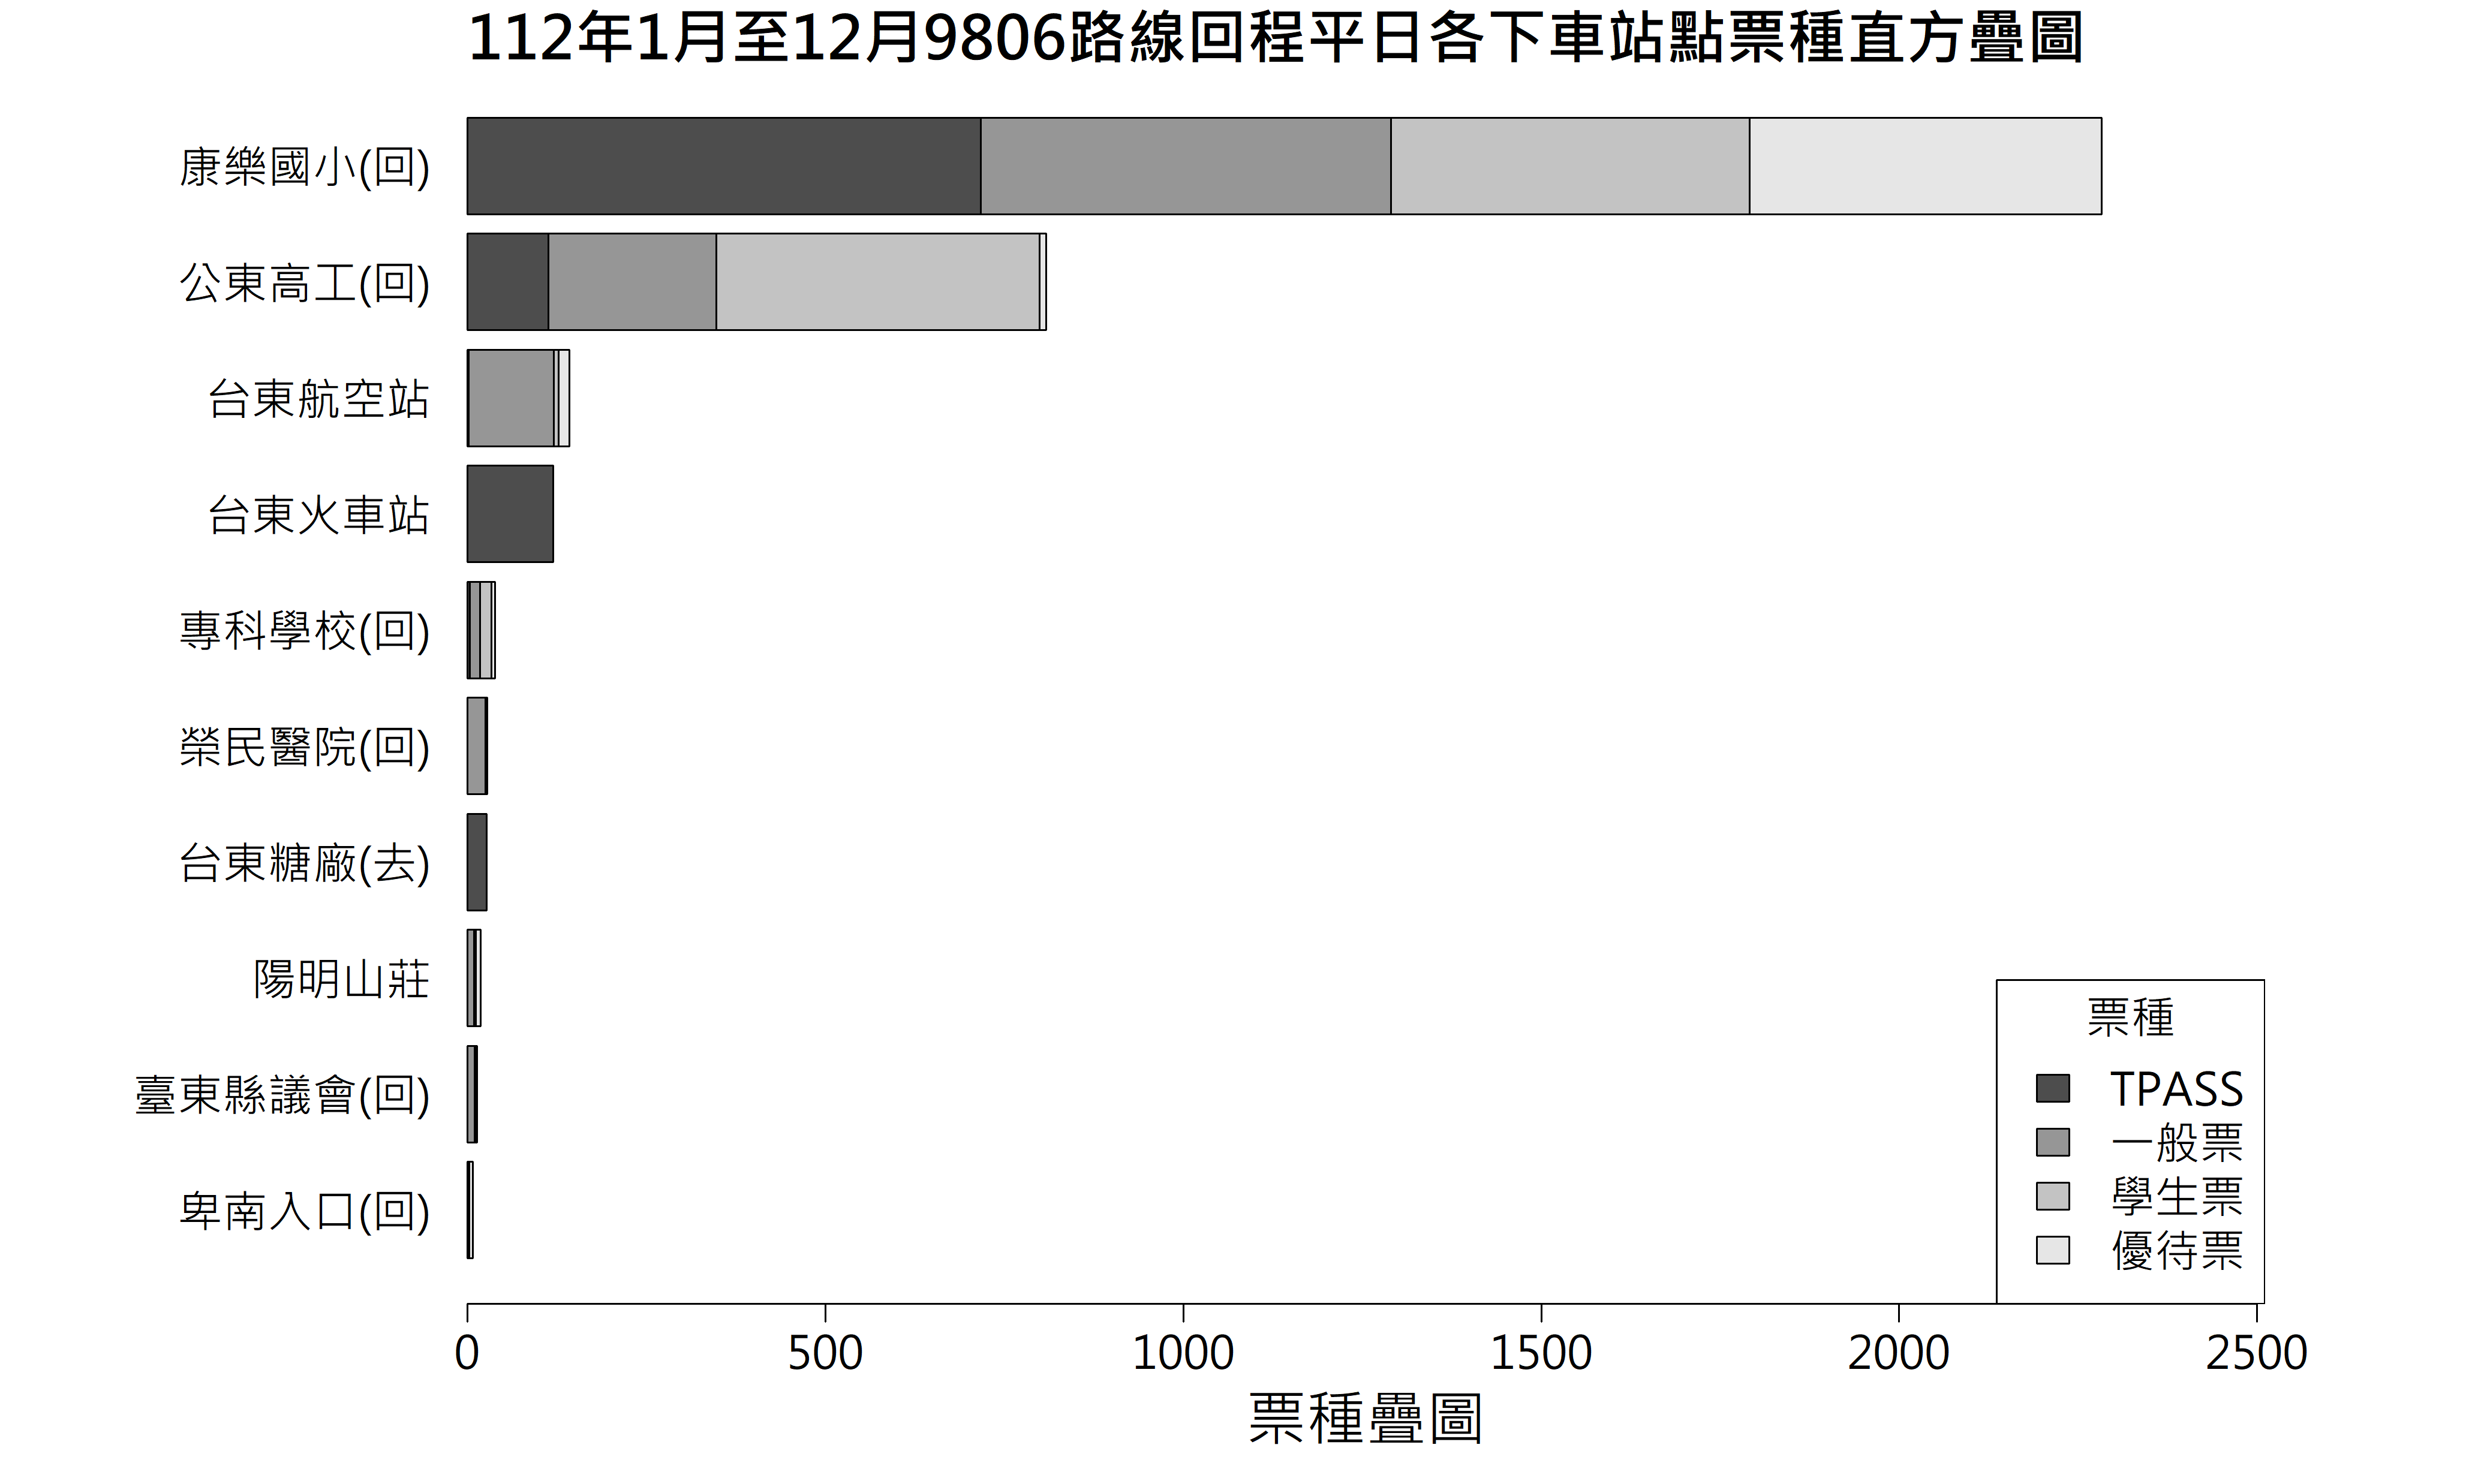 112年1月至12月9806路線回程平日各下車站點票種直方疊圖
康樂國小(回)
公東高工(回)
台東航空站
台東火車站
專科學校(回)
榮民醫院(回)
台東糖廠(去)
陽明山莊
臺東縣議會(回)
卑南入口(回)
票種
TPASS
一般票
學生票
優待票
0 500 1000 1500 2000 2500
票種疊圖